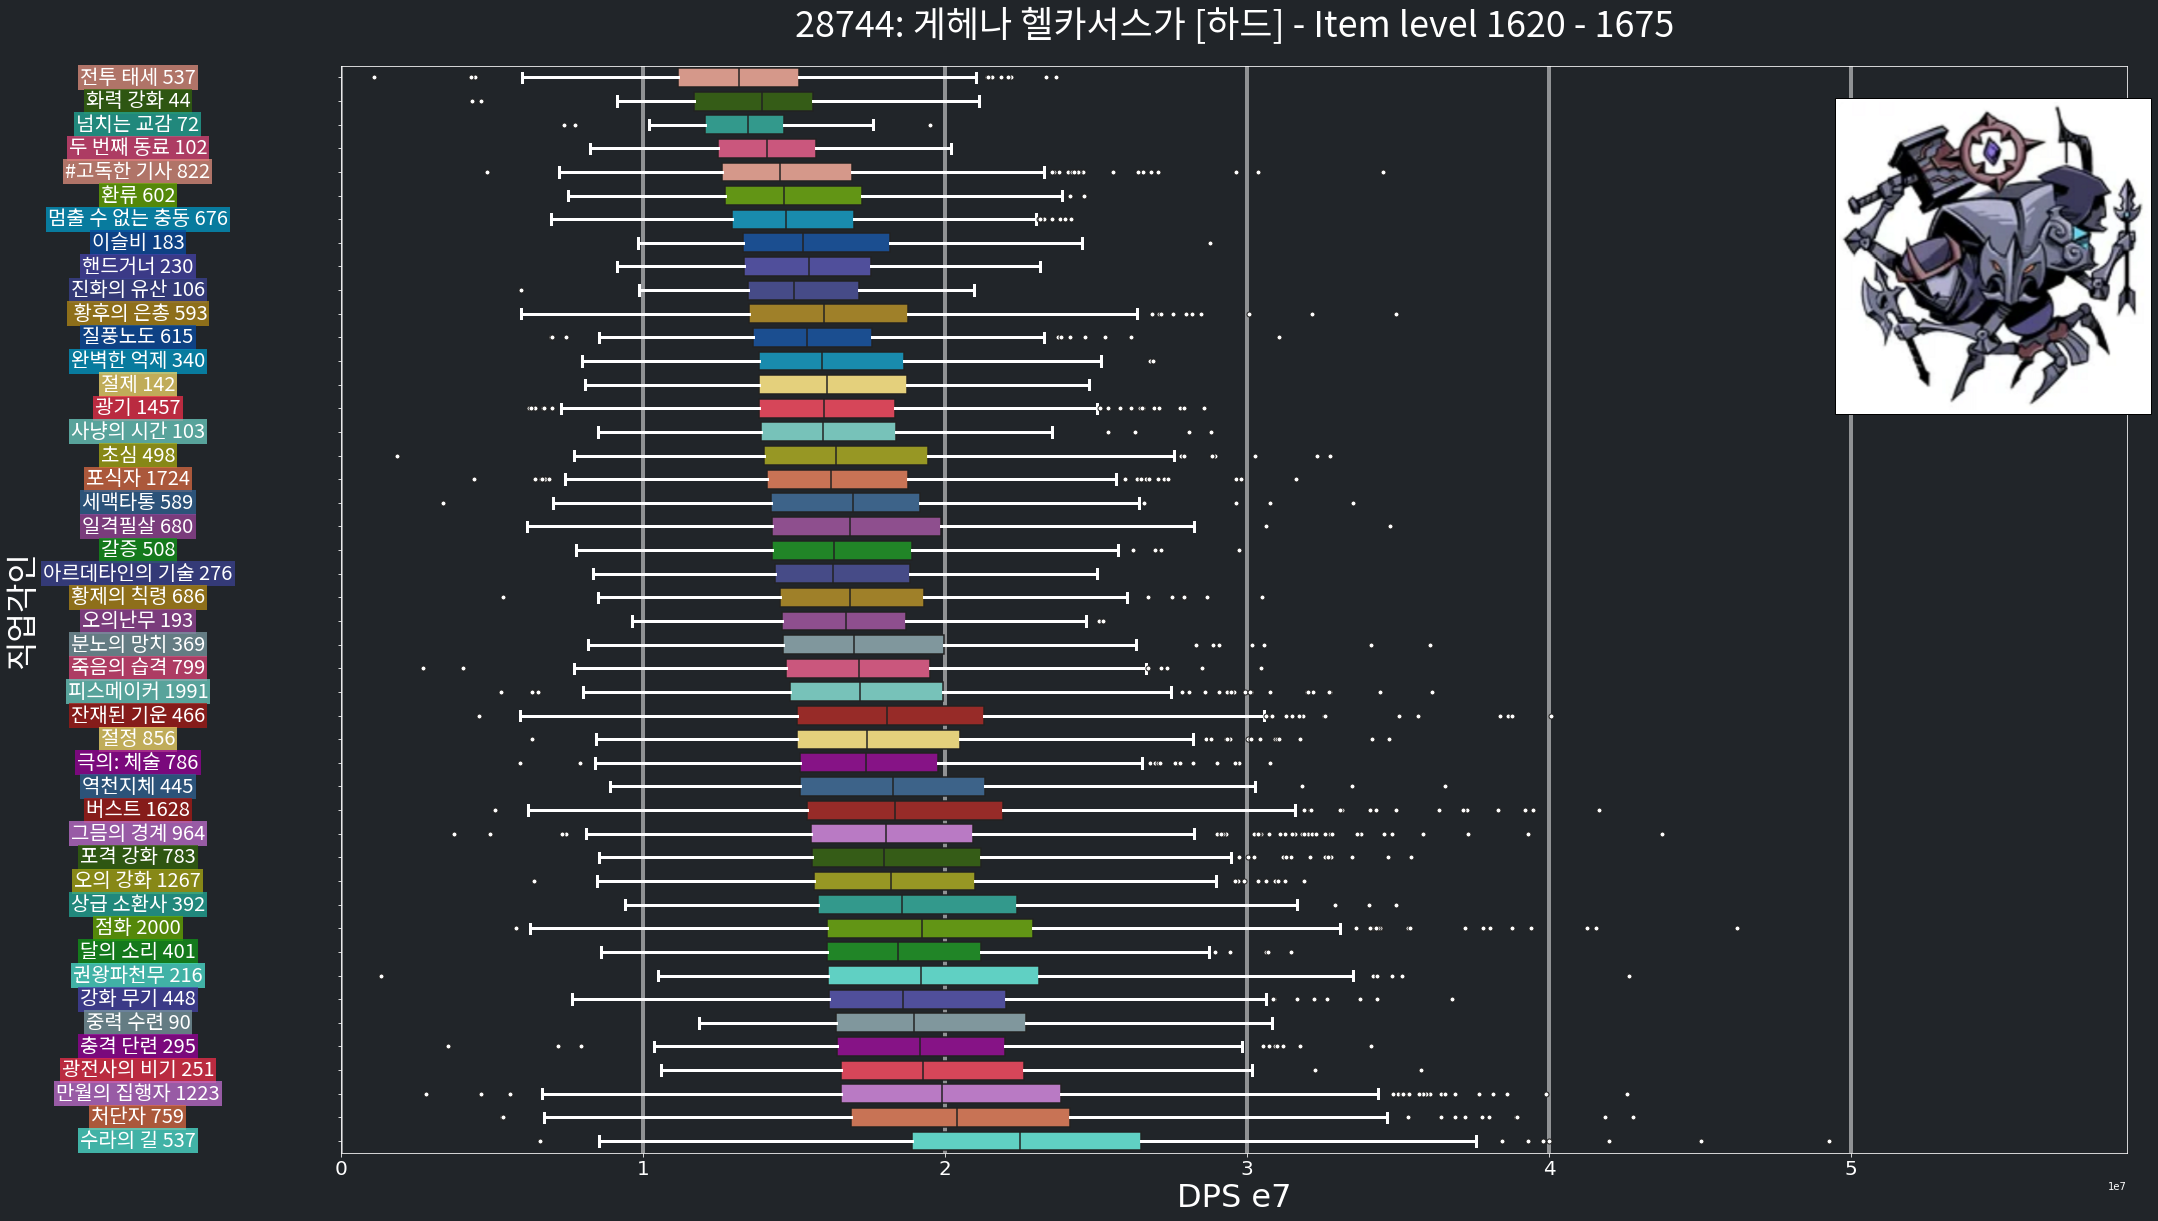 28744: 게헤나 헬카서스가 [하드] - Item level 1620 - 1675
전투 태세 537
화력 강화 44
넘치는 교감 72
두 번째 동료 102
#고독한 기사 822
환류 602
멈출 수 없는 충동 676
이슬비 183
핸드거너 230
진화의 유산 106
황후의 은총 593
질풍노도 615
완벽한 억제 340
절제 142
광기 1457
사냥의 시간 103
초심 498
포식자 1724
세맥타통 589
일격필살 680
갈증 508
아르데타인의 기술 276
황제의 칙령 686
오의난무 193
분노의 망치 369
죽음의 습격 799
피스메이커 1991
잔재된 기운 466
절정 856
극의: 체술 786
역천지체 445
버스트 1628
그믐의 경계 964
포격 강화 783
오의 강화 1267
상급 소환사 392
점화 2000
달의 소리 401
권왕파천무 216
강화 무기 448
중력 수련 90
충격 단련 295
광전사의 비기 251
만월의 집행자 1223
처단자 759
수라의 길 537
직업각인
0 1 2 3 4 5
DPS e7
1e7